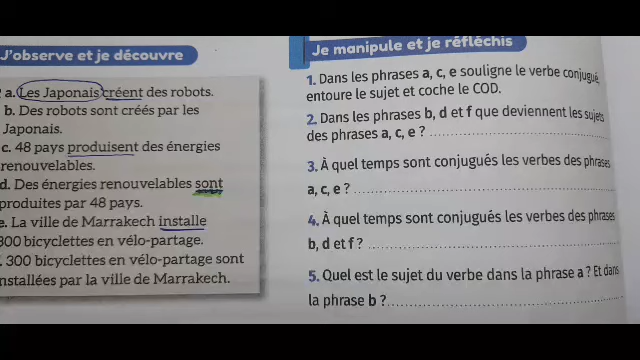 J'observe et je découvre
a. Les Japonais créent des robots.
b. Des robots sont créés par les
Japonais.
c. 48 pays produisent des énergies
renouvelables.
d. Des énergies renouvelables sont
produites par 48 pays.
e. La ville de Marrakech installe
300 bicyclettes en vélo-partage.
. 300 bicyclettes en vélo-partage sont
nstallées par la ville de Marrakech.
Je manipule et je réfléchis
1. Dans les phrases a, c, e souligne le verbe conjugué,
entoure le sujet et coche le COD.
2. Dans les phrases b, d et f que deviennent les sujets
des phrases a, c, e ? ........................................
3. À quel temps sont conjugués les verbes des phrases
a, c, e ? ........................................
4. À quel temps sont conjugués les verbes des phrases
b, d et f ? ........................................
5. Quel est le sujet du verbe dans la phrase a ? Et dans
la phrase b ? ........................................